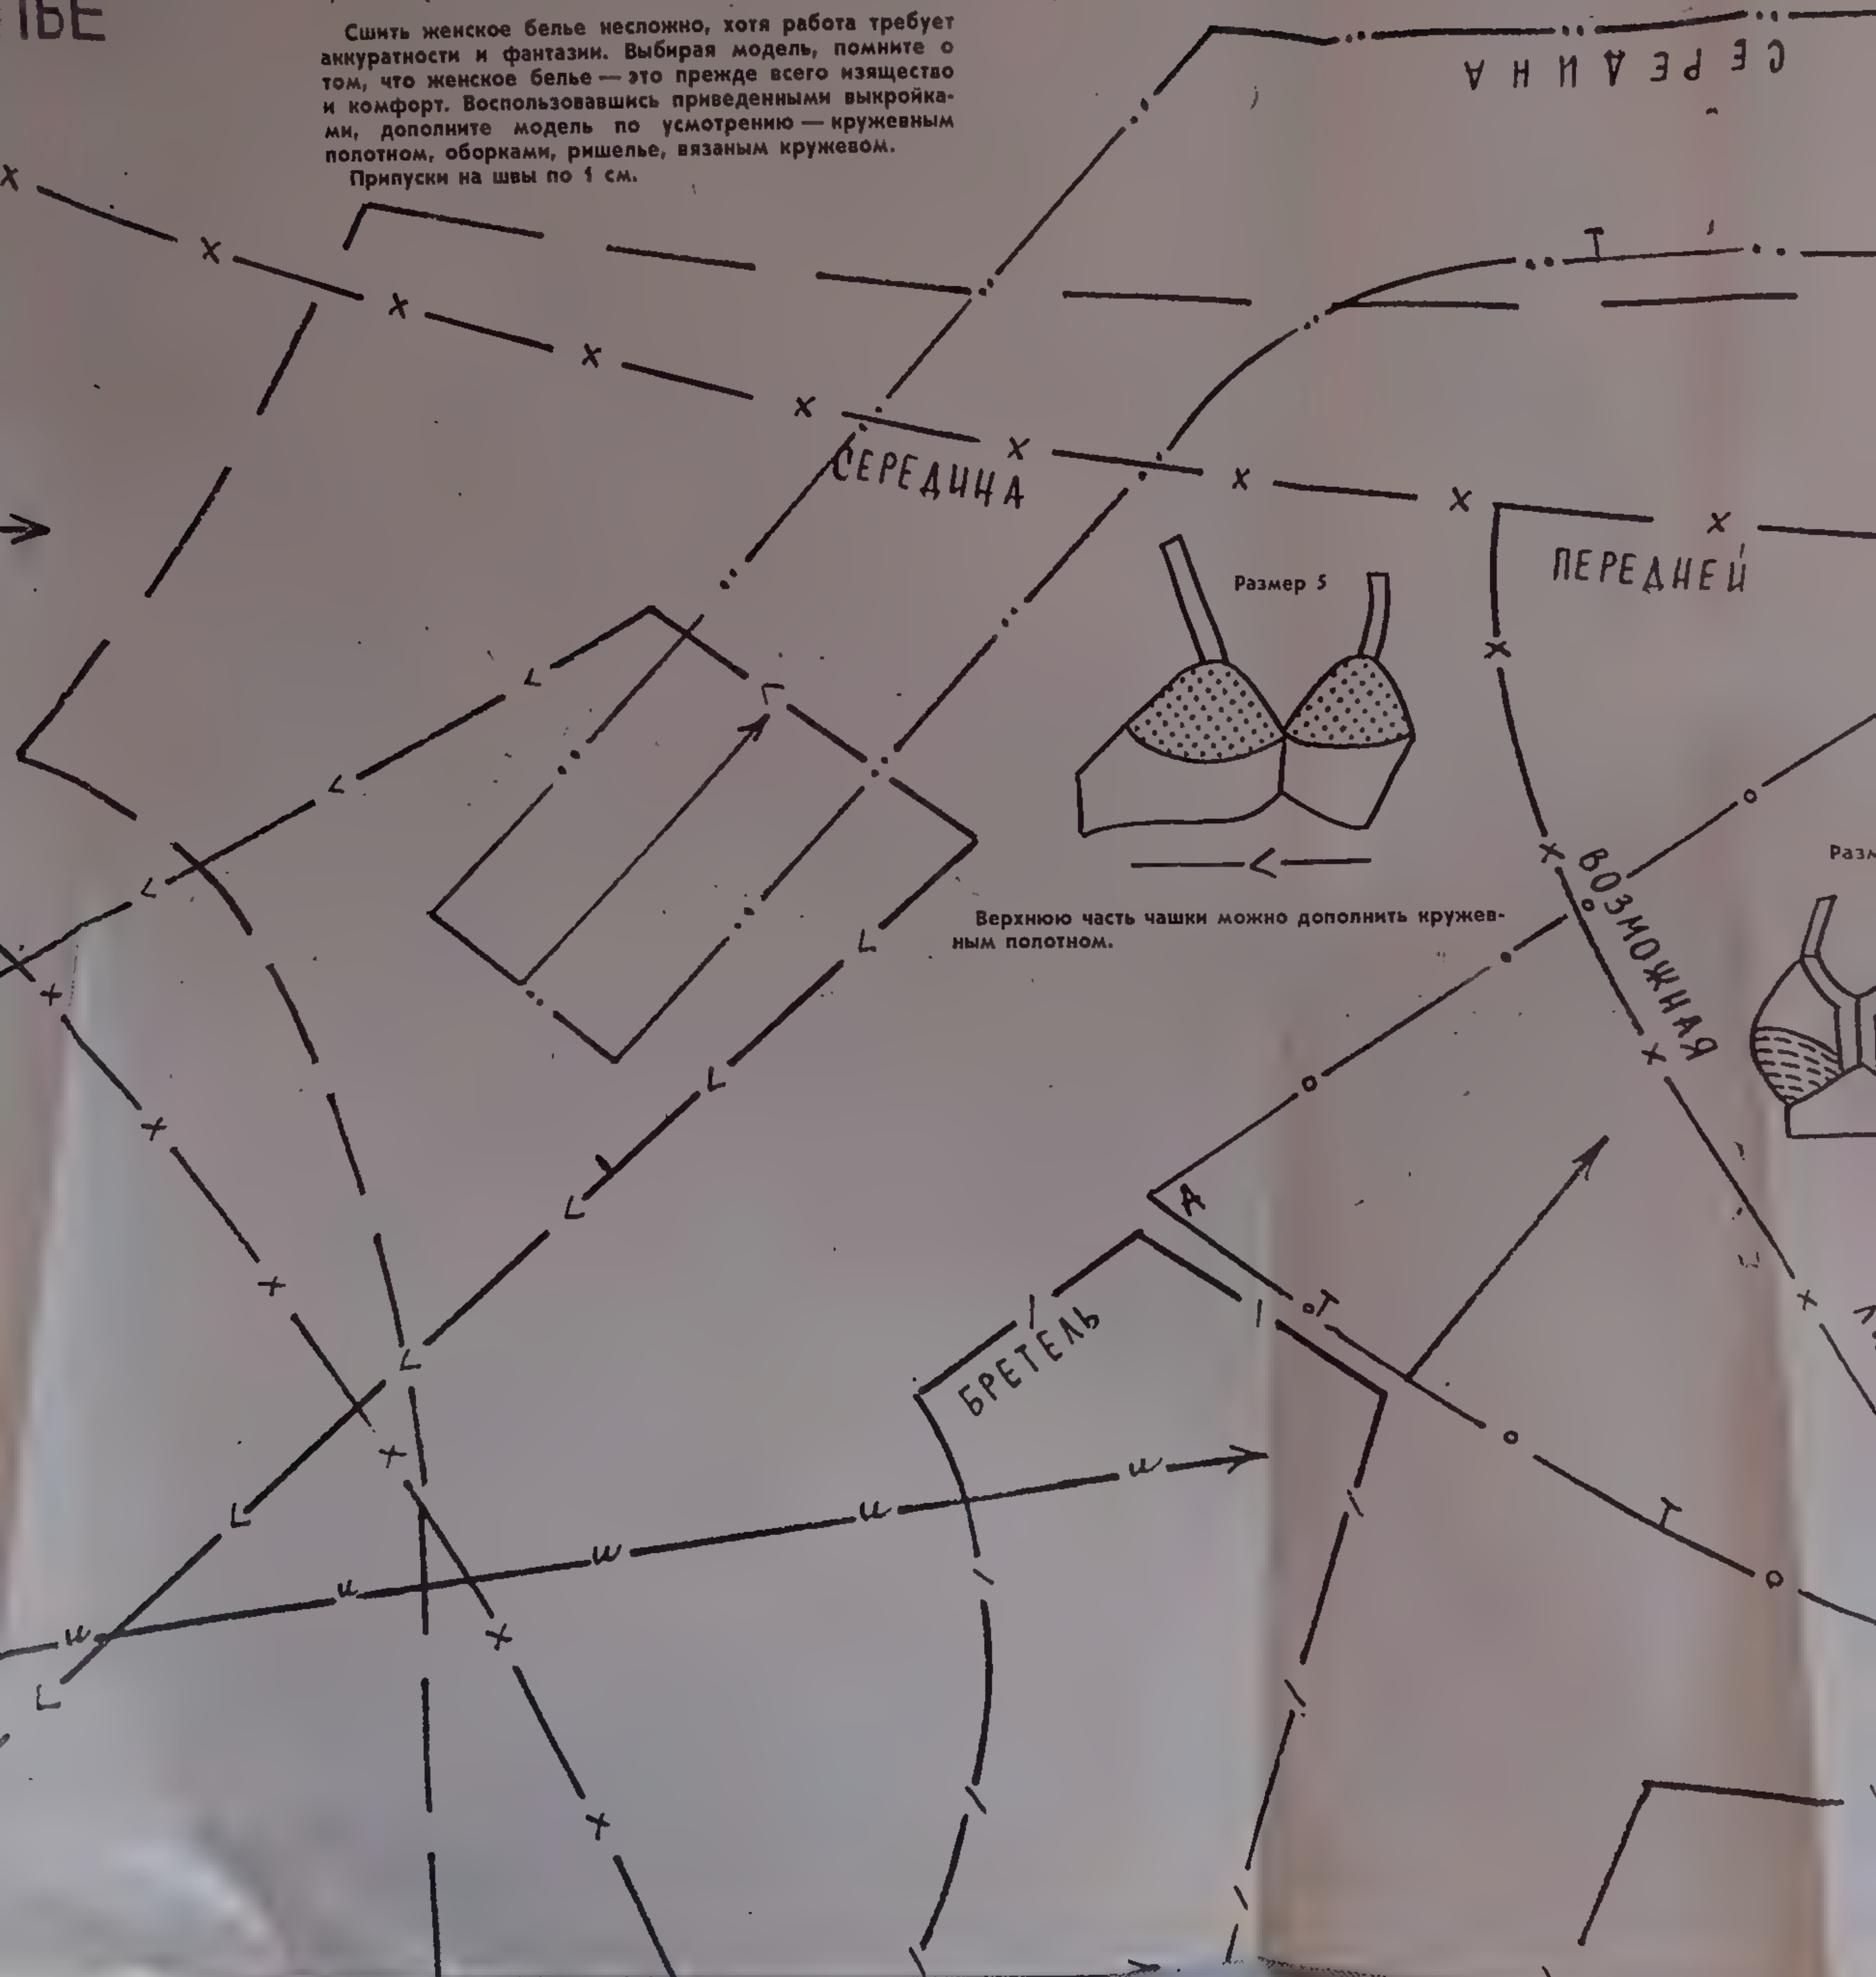 ЬЕ
Сшить женское белье несложно, хотя работа требует
аккуратности и фантазии. Выбирая модель, помните о
том, что женское белье — это прежде всего изящество
и комфорт. Воспользовавшись приведенными выкройка-
ми, дополните модель по усмотрению — кружевным
полотном, оборками, ришелье, вязаным кружевом.
Припуски на швы по 1 см.
СЕРЕДИНА
Т
СЕРЕДИНА
ПЕРЕДНЕЙ
Размер 5
ВОЗМОЖНАЯ
Разм
Верхнюю часть чашки можно дополнить кружев-
ным полотном.
А
Т
БРЕТЕЛЬ
Т